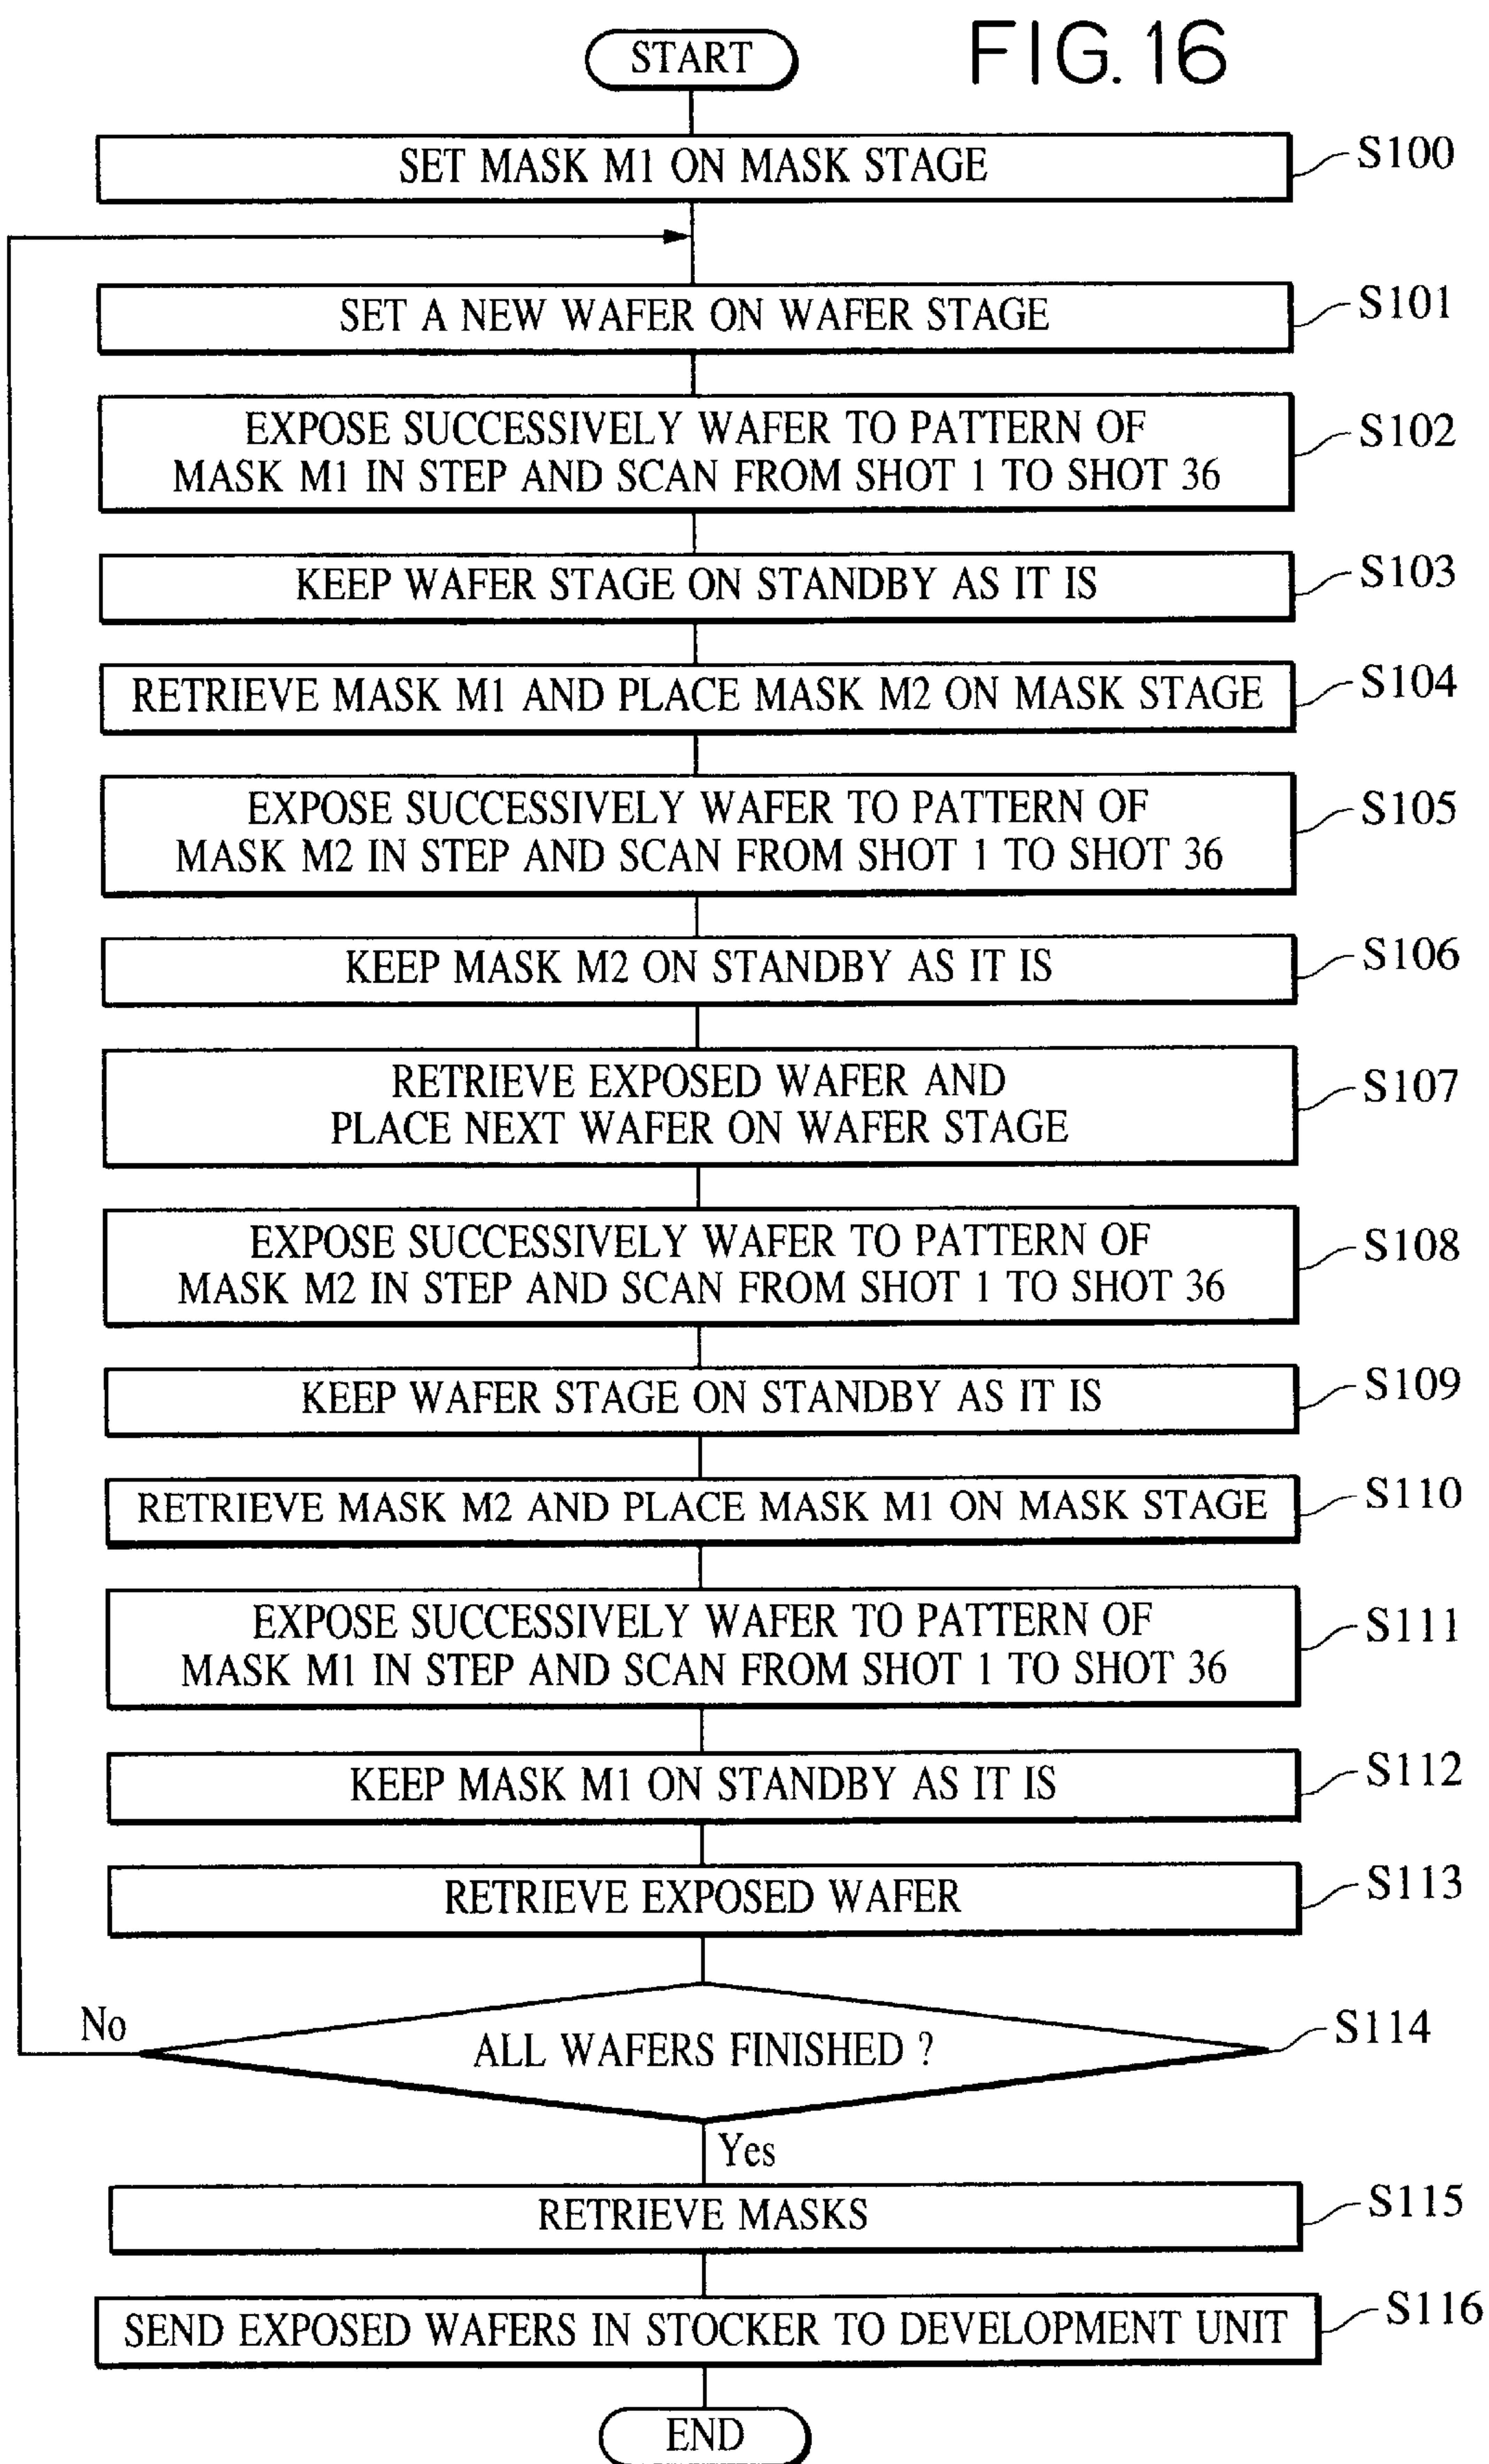 FIG. 16
START
SET MASK M1 ON MASK STAGE
S100
SET A NEW WAFER ON WAFER STAGE
S101
EXPOSE SUCCESSIVELY WAFER TO PATTERN OF
MASK M1 IN STEP AND SCAN FROM SHOT 1 TO SHOT 36
S102
KEEP WAFER STAGE ON STANDBY AS IT IS
S103
RETRIEVE MASK M1 AND PLACE MASK M2 ON MASK STAGE
S104
EXPOSE SUCCESSIVELY WAFER TO PATTERN OF
MASK M2 IN STEP AND SCAN FROM SHOT 1 TO SHOT 36
S105
KEEP MASK M2 ON STANDBY AS IT IS
S106
RETRIEVE EXPOSED WAFER AND
PLACE NEXT WAFER ON WAFER STAGE
S107
EXPOSE SUCCESSIVELY WAFER TO PATTERN OF
MASK M2 IN STEP AND SCAN FROM SHOT 1 TO SHOT 36
S108
KEEP WAFER STAGE ON STANDBY AS IT IS
S109
RETRIEVE MASK M2 AND PLACE MASK M1 ON MASK STAGE
S110
EXPOSE SUCCESSIVELY WAFER TO PATTERN OF
MASK M1 IN STEP AND SCAN FROM SHOT 1 TO SHOT 36
S111
KEEP MASK M1 ON STANDBY AS IT IS
S112
RETRIEVE EXPOSED WAFER
S113
No
ALL WAFERS FINISHED ?
S114
Yes
RETRIEVE MASKS
S115
SEND EXPOSED WAFERS IN STOCKER TO DEVELOPMENT UNIT
S116
END